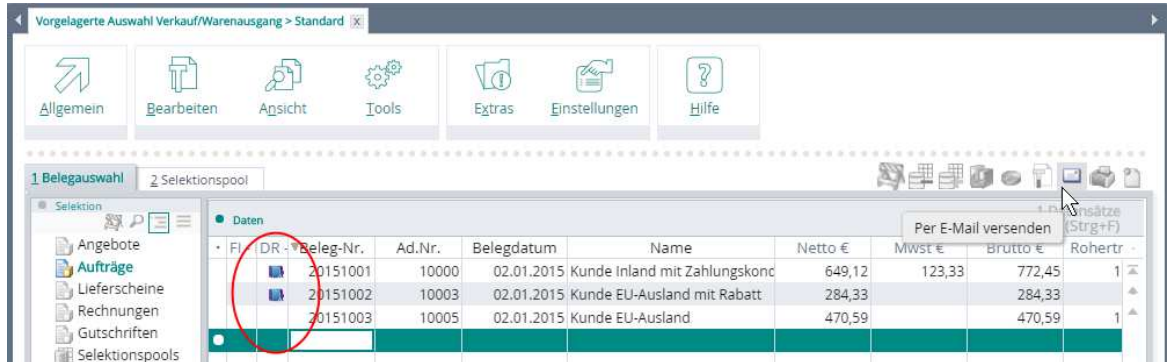 Vorgelagerte Auswahl Verkauf/Warenausgang > Standard x
Allgemein Bearbeiten Ansicht Tools Extras Einstellungen Hilfe
1 Belegauswahl 2 Selektionspool
Selektion
Daten
(Strg+F)
Per E-Mail versenden
FI DR Beleg-Nr. Ad.Nr. Belegdatum Name Netto € Mwst € Brutto € Rohertr
Angebote
Aufträge
Lieferscheine
Rechnungen
Gutschriften
Selektionspools
20151001 10000 02.01.2015 Kunde Inland mit Zahlungskond 649,12 123,33 772,45 1
20151002 10003 02.01.2015 Kunde EU-Ausland mit Rabatt 284,33 284,33
20151003 10005 02.01.2015 Kunde EU-Ausland 470,59 470,59 1